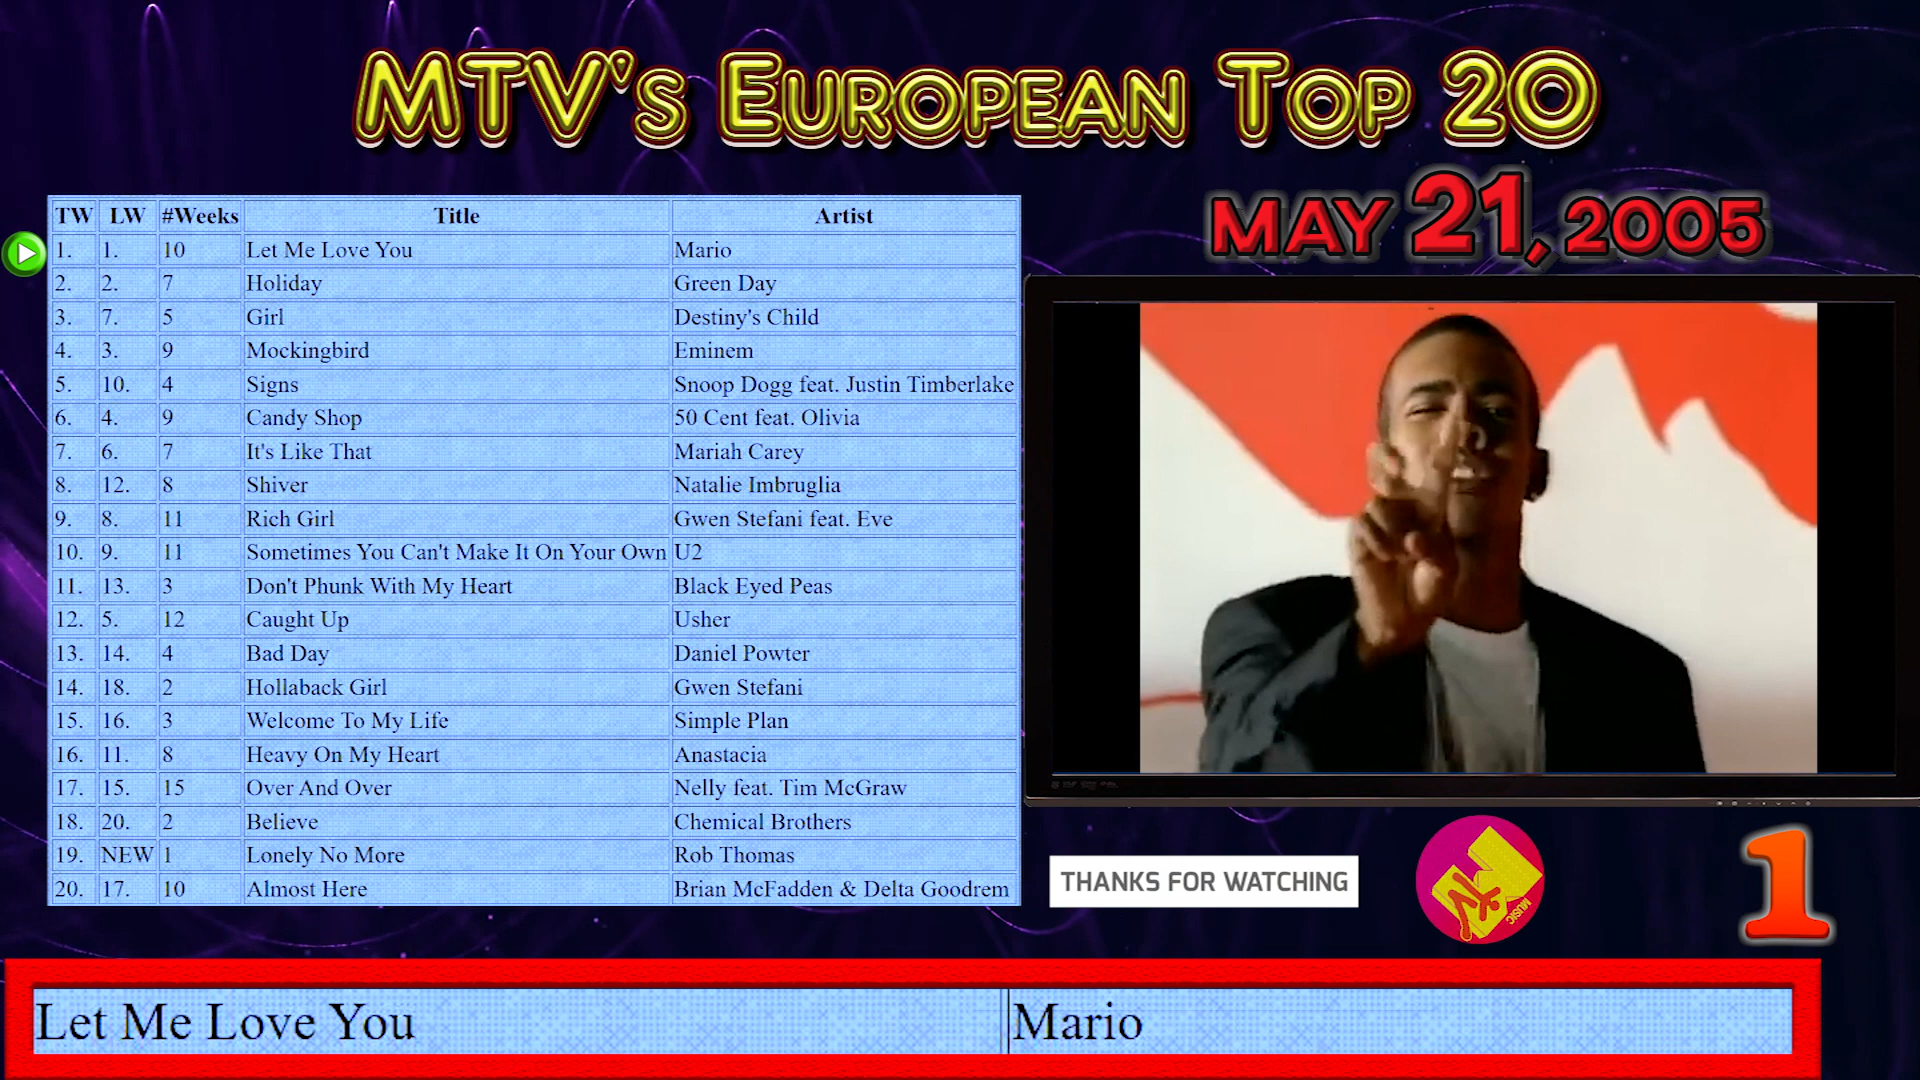 MTV's European Top 20
MAY 21, 2005
TW LW #Weeks Title Artist
1. 1. 10 Let Me Love You Mario
2. 2. 7 Holiday Green Day
3. 7. 5 Girl Destiny's Child
4. 3. 9 Mockingbird Eminem
5. 10. 4 Signs Snoop Dogg feat. Justin Timberlake
6. 4. 9 Candy Shop 50 Cent feat. Olivia
7. 6. 7 It's Like That Mariah Carey
8. 12. 8 Shiver Natalie Imbruglia
9. 8. 11 Rich Girl Gwen Stefani feat. Eve
10. 9. 11 Sometimes You Can't Make It On Your Own U2
11. 13. 3 Don't Phunk With My Heart Black Eyed Peas
12. 5. 12 Caught Up Usher
13. 14. 4 Bad Day Daniel Powter
14. 18. 2 Hollaback Girl Gwen Stefani
15. 16. 3 Welcome To My Life Simple Plan
16. 11. 8 Heavy On My Heart Anastacia
17. 15. 15 Over And Over Nelly feat. Tim McGraw
18. 20. 2 Believe Chemical Brothers
19. NEW 1 Lonely No More Rob Thomas
20. 17. 10 Almost Here Brian McFadden & Delta Goodrem
THANKS FOR WATCHING
MUSIC
1
Let Me Love You Mario